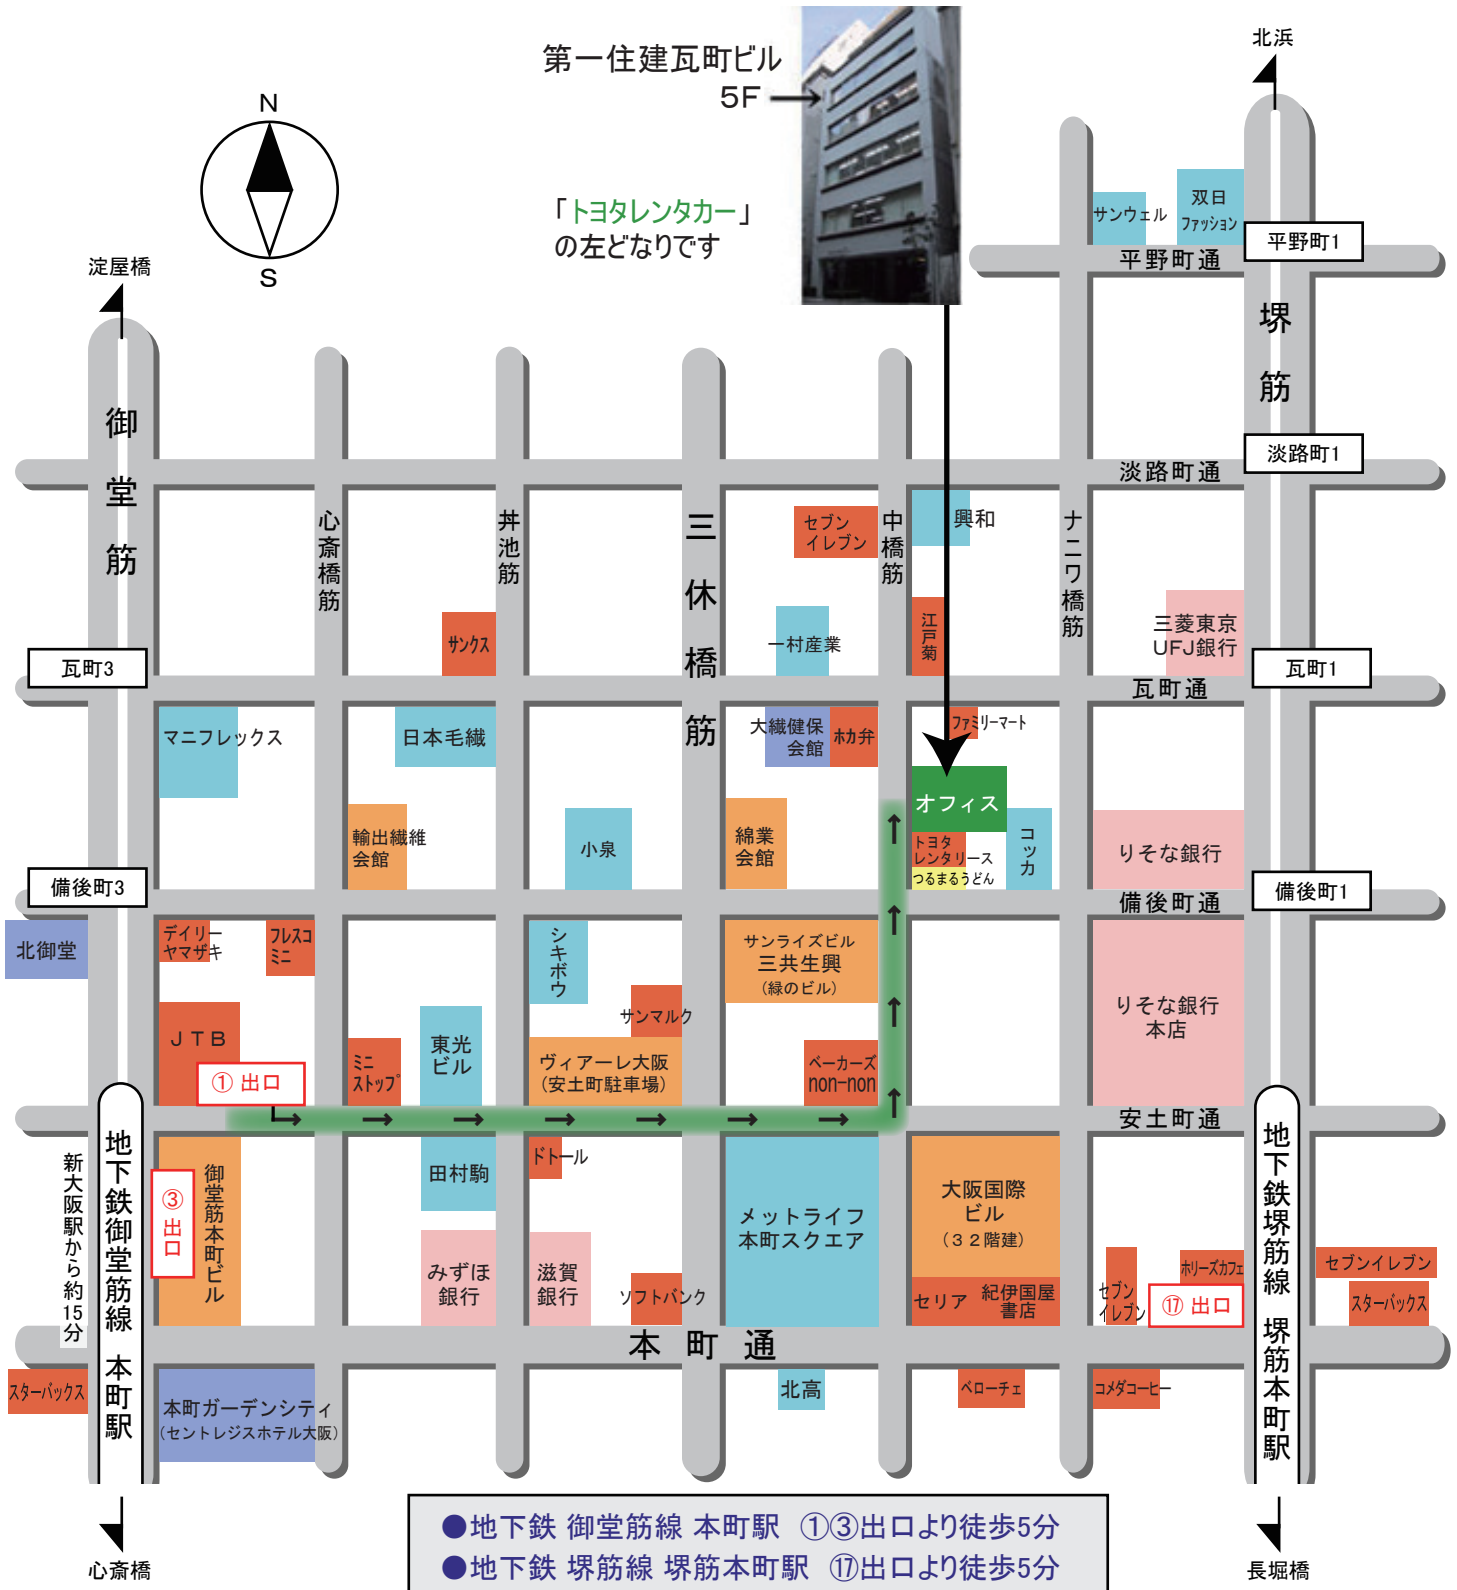 第一住建瓦町ビル
5F
「トヨタレンタカー」
の左どなりです
N
S
北浜
淀屋橋
サンウェル
双日
ファッション
平野町1
平野町通
堺筋
御堂筋
淡路町1
淡路町通
心斎橋筋
丼池筋
三休橋筋
セブン
イレブン
中橋筋
興和
ナニワ橋筋
サンクス
一村産業
江戸菊
三菱東京
UFJ銀行
瓦町3
瓦町1
瓦町通
マニフレックス
日本毛織
大繊健保
会館
ホカ弁
ファミリーマート
オフィス
輸出繊維
会館
小泉
綿業
会館
トヨタ
レンタリース
つるまるうどん
コッカ
りそな銀行
備後町3
備後町1
備後町通
北御堂
デイリー
ヤマザキ
フレスコ
ミニ
シキボウ
サンライズビル
三共生興
(緑のビル)
りそな銀行
本店
JTB
① 出口
ミニ
ストップ
東光
ビル
サンマルク
ヴィアーレ大阪
(安土町駐車場)
ベーカーズ
non-non
安土町通
新大阪駅から約15分
地下鉄御堂筋線 本町駅
③出口
御堂筋本町ビル
田村駒
ドトール
みずほ
銀行
滋賀
銀行
ソフトバンク
メットライフ
本町スクエア
大阪国際
ビル
(32階建)
セリア
紀伊国屋
書店
セブン
イレブン
ホリーズカフェ
⑰ 出口
地下鉄堺筋線 堺筋本町駅
セブンイレブン
スターバックス
本町通
スターバックス
本町ガーデンシティ
(セントレジスホテル大阪)
北高
ベローチェ
コメダコーヒー
心斎橋
長堀橋
●地下鉄 御堂筋線 本町駅 ①③出口より徒歩5分
●地下鉄 堺筋線 堺筋本町駅 ⑰出口より徒歩5分